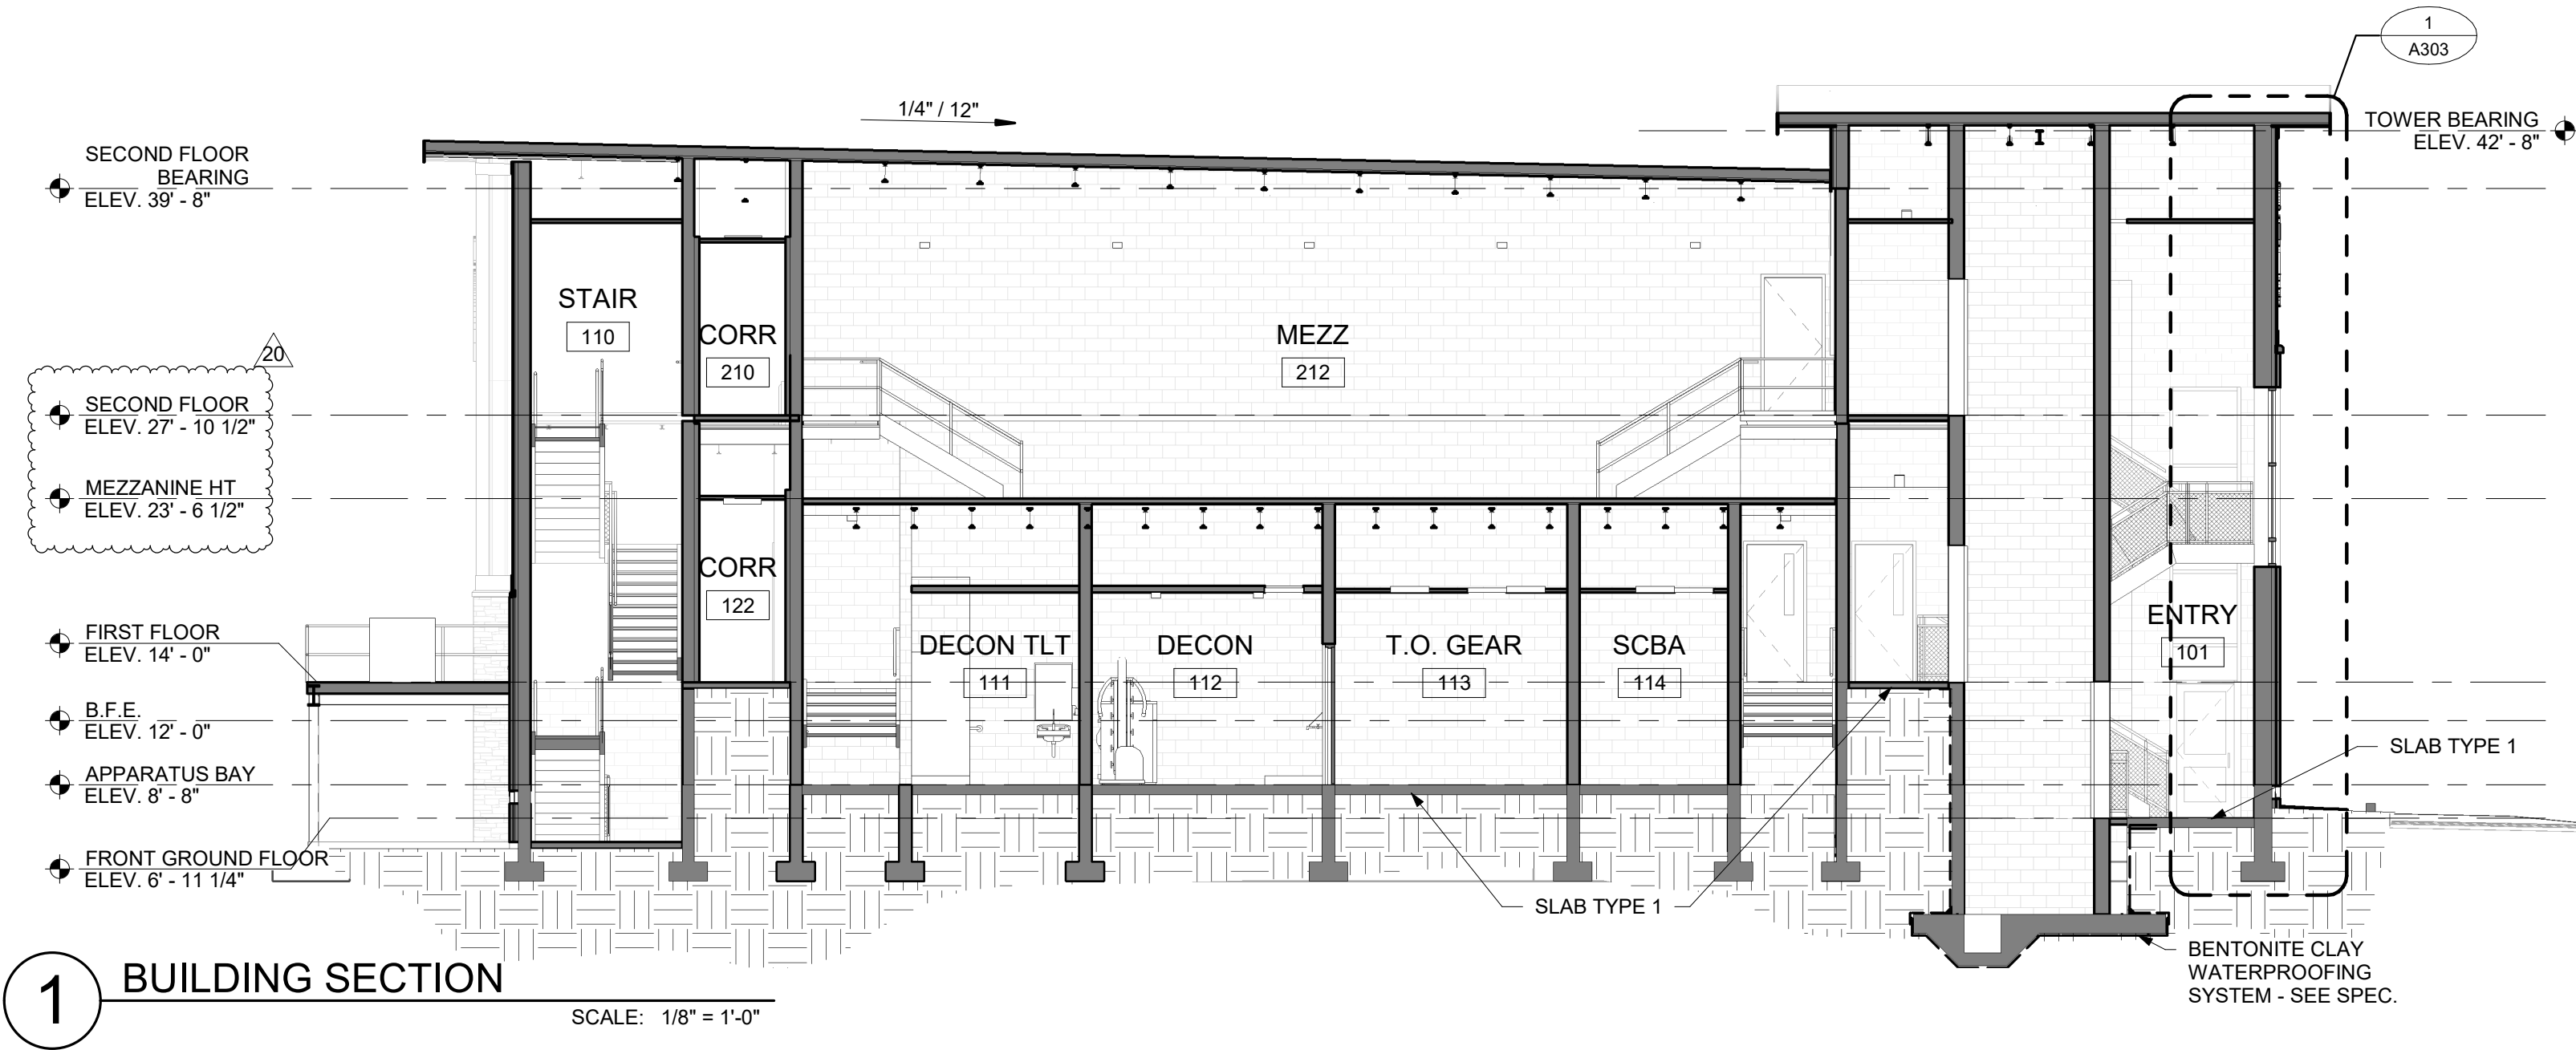 1
A303
1/4" / 12"
TOWER BEARING
ELEV. 42' - 8"
SECOND FLOOR
BEARING
ELEV. 39' - 8"
STAIR
110
CORR
210
MEZZ
212
20
SECOND FLOOR
ELEV. 27' - 10 1/2"
MEZZANINE HT
ELEV. 23' - 6 1/2"
CORR
122
FIRST FLOOR
ELEV. 14' - 0"
DECON TLT
111
DECON
112
T.O. GEAR
113
SCBA
114
ENTRY
101
B.F.E.
ELEV. 12' - 0"
SLAB TYPE 1
APPARATUS BAY
ELEV. 8' - 8"
FRONT GROUND FLOOR
ELEV. 6' - 11 1/4"
SLAB TYPE 1
BENTONITE CLAY
WATERPROOFING
SYSTEM - SEE SPEC.
1
BUILDING SECTION
SCALE: 1/8" = 1'-0"